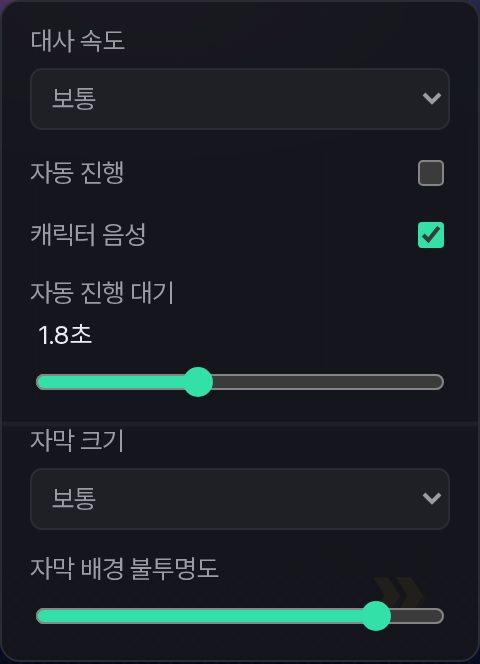 대사 속도
보통
자동 진행
캐릭터 음성
자동 진행 대기
1.8초
자막 크기
보통
자막 배경 불투명도